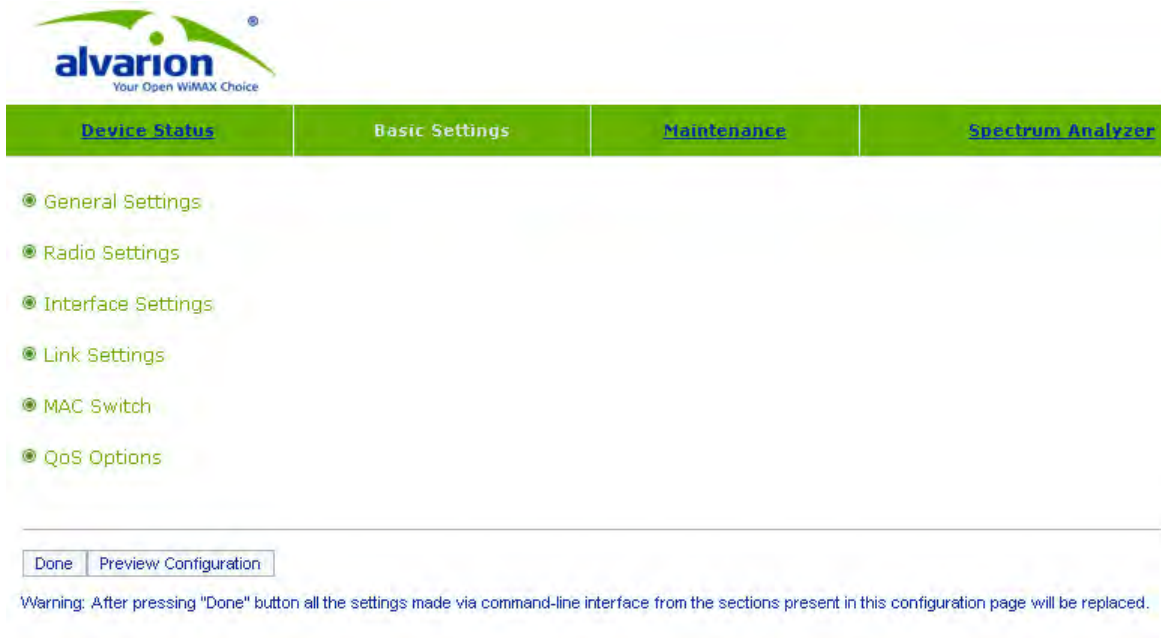 ®
alvarion
Your Open WiMAX Choice
Device Status Basic Settings Maintenance Spectrum Analyzer
General Settings
Radio Settings
Interface Settings
Link Settings
MAC Switch
QoS Options
Done Preview Configuration
Warning: After pressing "Done" button all the settings made via command-line interface from the sections present in this configuration page will be replaced.